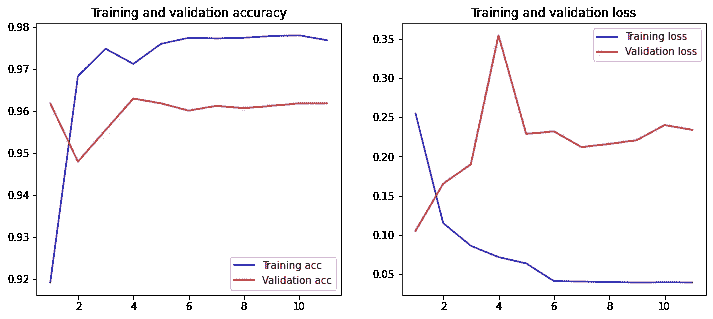 Training and validation accuracy
0.98
0.97
0.96
0.95
0.94
0.93
0.92
2 4 6 8 10
Training acc
Validation acc
Training and validation loss
0.35
0.30
0.25
0.20
0.15
0.10
0.05
2 4 6 8 10
Training loss
Validation loss